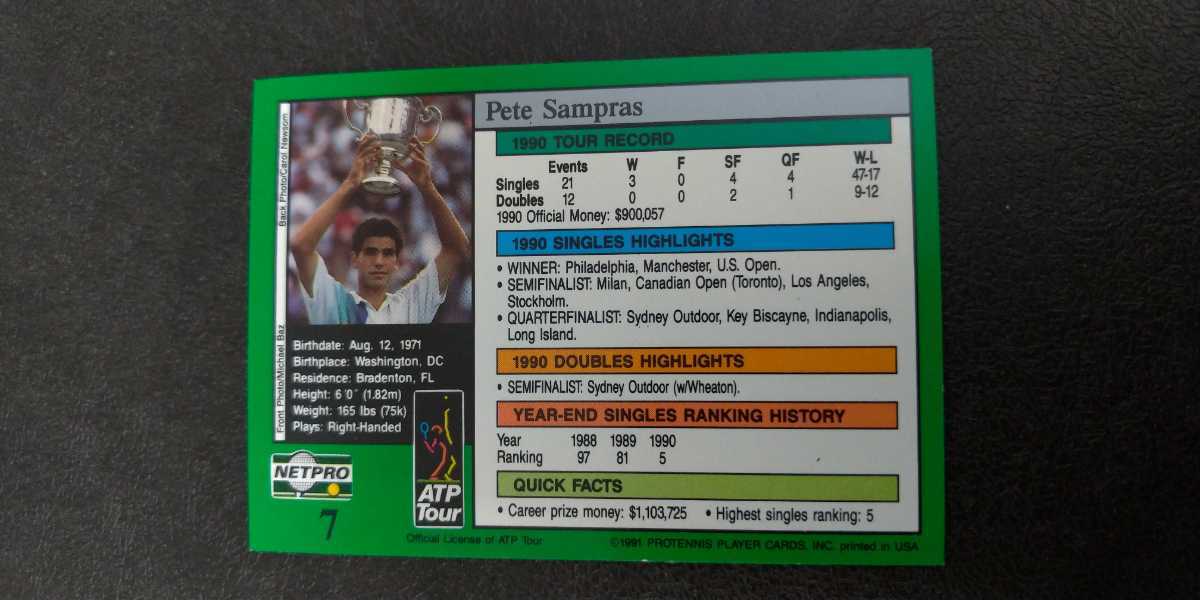 Pete Sampras
1990 TOUR RECORD
Events W F SF QF W-L
Singles 21 3 0 4 4 47-17
Doubles 12 0 0 2 1 9-12
1990 Official Money: $900,057
1990 SINGLES HIGHLIGHTS
• WINNER: Philadelphia, Manchester, U.S. Open.
• SEMIFINALIST: Milan, Canadian Open (Toronto), Los Angeles,
Stockholm.
• QUARTERFINALIST: Sydney Outdoor, Key Biscayne, Indianapolis,
Long Island.
1990 DOUBLES HIGHLIGHTS
• SEMIFINALIST: Sydney Outdoor (w/Wheaton).
YEAR-END SINGLES RANKING HISTORY
Year 1988 1989 1990
Ranking 97 81 5
QUICK FACTS
• Career prize money: $1,103,725 • Highest singles ranking: 5
Back Photo/Carol Newsom
Front Photo/Michael Baz
Birthdate: Aug. 12, 1971
Birthplace: Washington, DC
Residence: Bradenton, FL
Height: 6'0" (1.82m)
Weight: 165 lbs (75k)
Plays: Right-Handed
NETPRO
7
ATP
Tour
Official License of ATP Tour
©1991 PROTENNIS PLAYER CARDS, INC. printed in USA